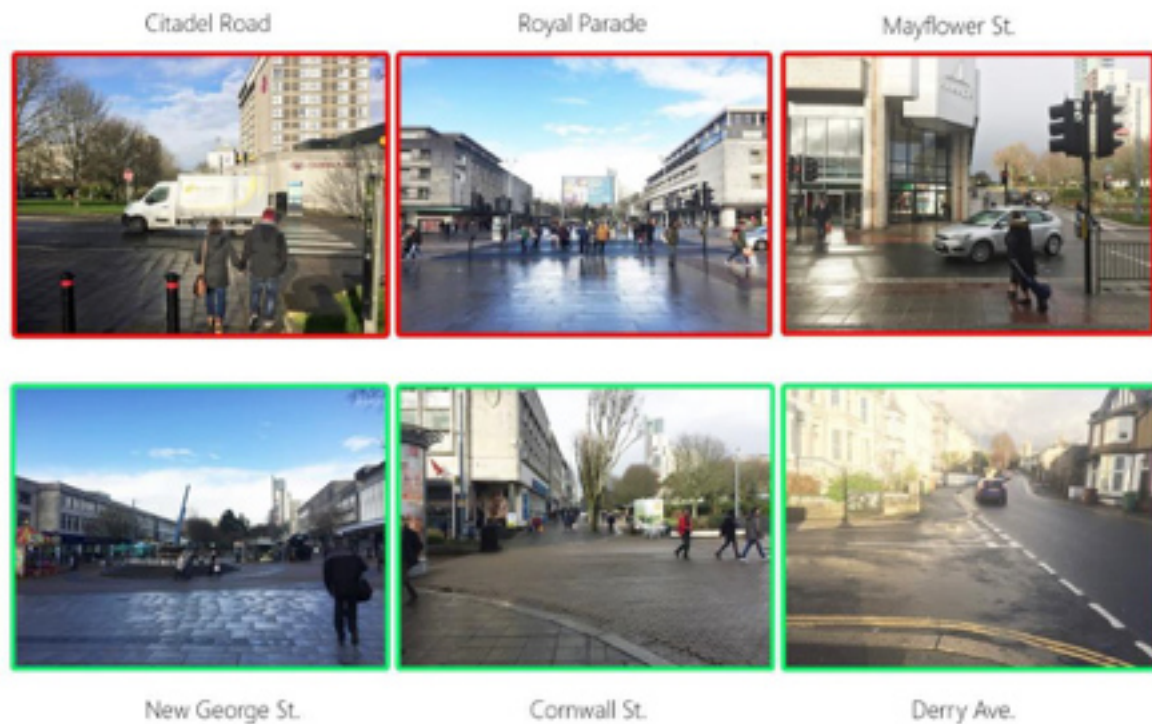 Citadel Road
Royal Parade
Mayflower St.
New George St.
Cornwall St.
Derry Ave.